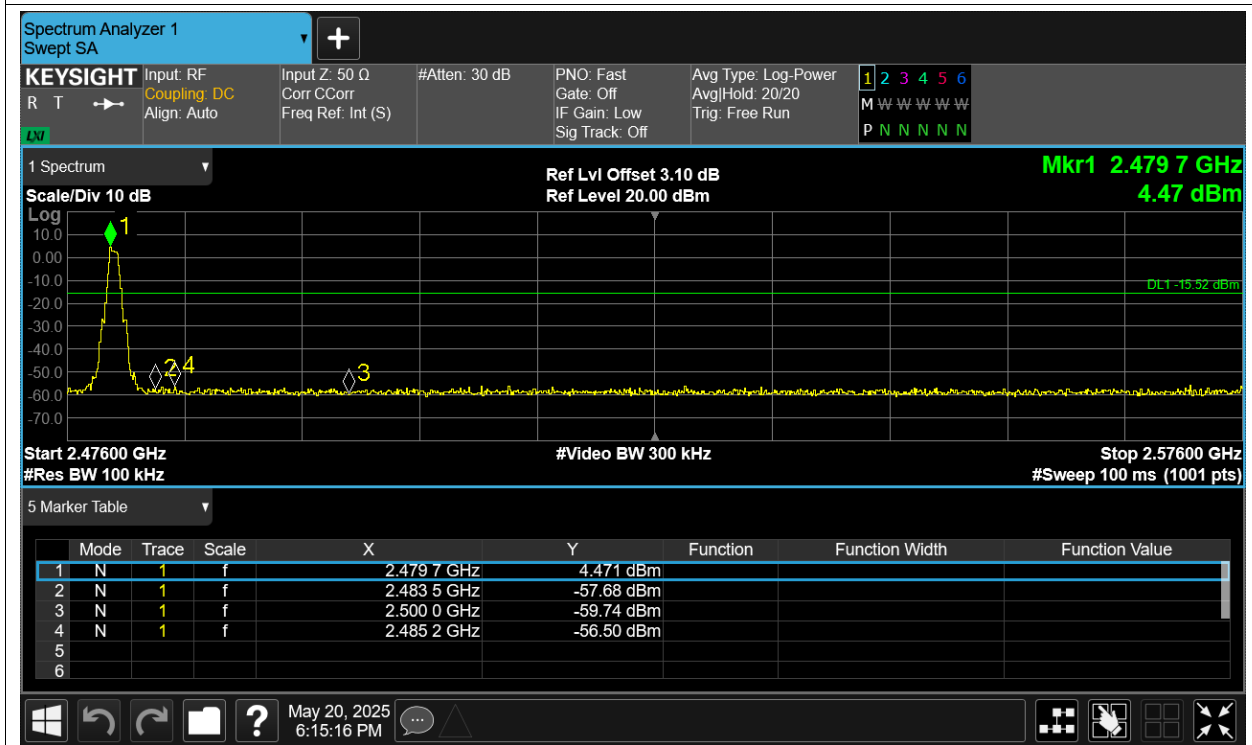 Spectrum Analyzer 1
Swept SA
KEYSIGHT
R T
LXI
Input: RF
Coupling: DC
Align: Auto
Input Z: 50 Ω
Corr CCorr
Freq Ref: Int (S)
#Atten: 30 dB
PNO: Fast
Gate: Off
IF Gain: Low
Sig Track: Off
Avg Type: Log-Power
Avg|Hold: 20/20
Trig: Free Run
1 2 3 4 5 6
M W W W W W
P N N N N N
1 Spectrum
Scale/Div 10 dB
Ref Lvl Offset 3.10 dB
Ref Level 20.00 dBm
Mkr1 2.479 7 GHz
4.47 dBm
Log
10.0
0.00
-10.0
-20.0
-30.0
-40.0
-50.0
-60.0
-70.0
1
2 4
3
DL1 -15.52 dBm
Start 2.47600 GHz
#Video BW 300 kHz
Stop 2.57600 GHz
#Res BW 100 kHz
#Sweep 100 ms (1001 pts)
5 Marker Table
Mode Trace Scale X Y Function Function Width Function Value
1 N 1 f 2.479 7 GHz 4.471 dBm
2 N 1 f 2.483 5 GHz -57.68 dBm
3 N 1 f 2.500 0 GHz -59.74 dBm
4 N 1 f 2.485 2 GHz -56.50 dBm
5
6
?
May 20, 2025
6:15:16 PM